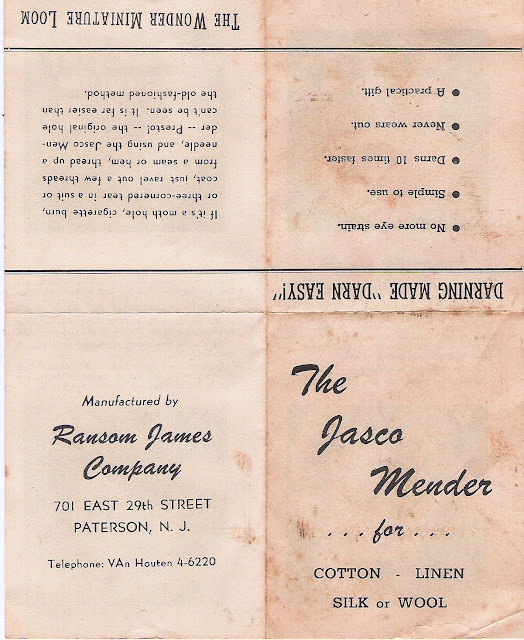 DARNING MADE "DARN EASY!"
● No more eye strain.
● Simple to use.
● Darns 10 times faster.
● Never wears out.
● A practical gift.
If it's a moth hole, cigarette burn,
or three-cornered tear in a suit or
coat, just ravel out a few threads
from a seam or hem, thread up a
needle, and using the Jasco Men-
der -- Presto! -- the original hole
can't be seen. It is far easier than
the old-fashioned method.
THE WONDER MINIATURE LOOM
Manufactured by
Ransom James
Company
701 EAST 29th STREET
PATERSON, N. J.
Telephone: VAn Houten 4-6220
The
Jasco
Mender
. . . for . . .
COTTON - LINEN
SILK or WOOL